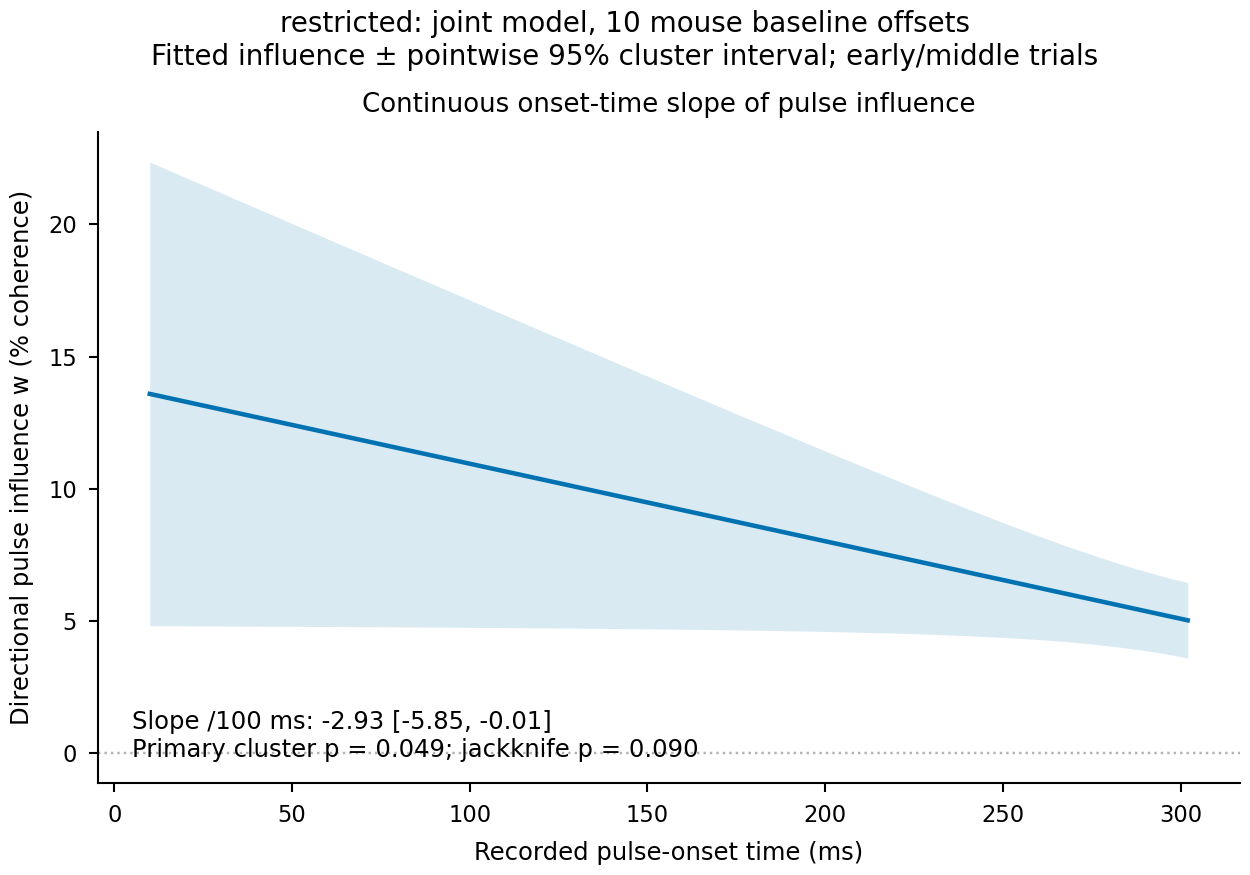 restricted: joint model, 10 mouse baseline offsets
Fitted influence ± pointwise 95% cluster interval; early/middle trials
Continuous onset-time slope of pulse influence
Directional pulse influence w (% coherence)
20
15
10
5
0
Slope /100 ms: -2.93 [-5.85, -0.01]
Primary cluster p = 0.049; jackknife p = 0.090
0 50 100 150 200 250 300
Recorded pulse-onset time (ms)